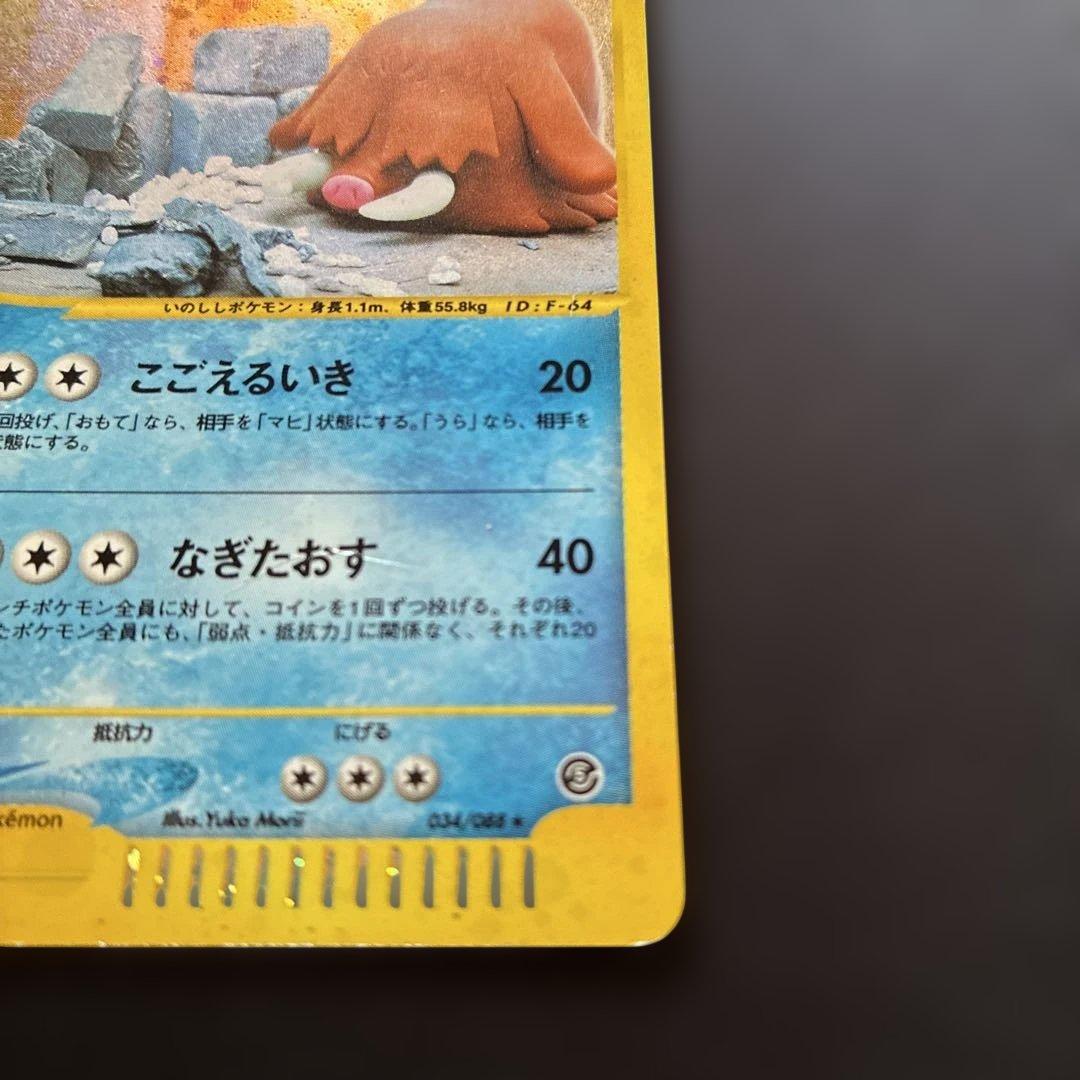 いのししポケモン：身長1.1m、体重55.8kg ID：F-64
こごえるいき 20
回投げ、「おもて」なら、相手を「マヒ」状態にする。「うら」なら、相手を
態にする。
なぎたおす 40
ンチポケモン全員に対して、コインを1回ずつ投げる。その後、
たポケモン全員にも、「弱点・抵抗力」に関係なく、それぞれ20
抵抗力 にげる
kémon Illus.Yuka Morii 034/088 ★